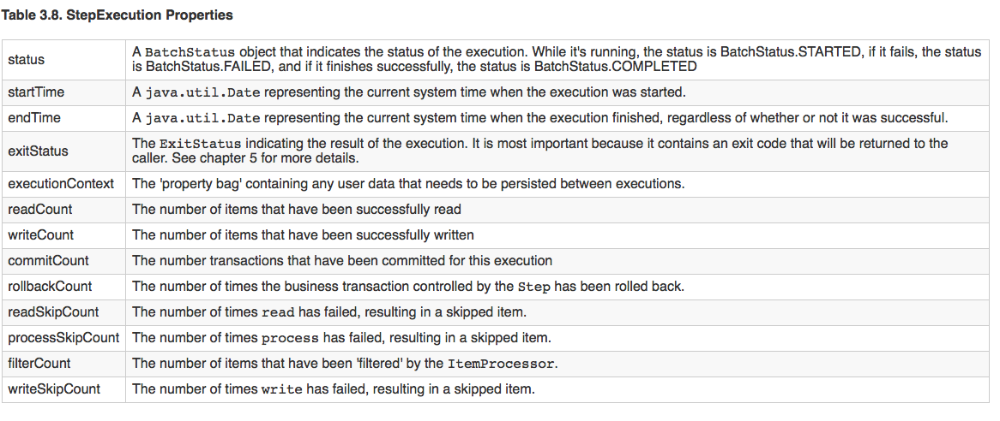 Table 3.8. StepExecution Properties
status
A BatchStatus object that indicates the status of the execution. While it's running, the status is BatchStatus.STARTED, if it fails, the status
is BatchStatus.FAILED, and if it finishes successfully, the status is BatchStatus.COMPLETED
startTime
A java.util.Date representing the current system time when the execution was started.
endTime
A java.util.Date representing the current system time when the execution finished, regardless of whether or not it was successful.
exitStatus
The ExitStatus indicating the result of the execution. It is most important because it contains an exit code that will be returned to the
caller. See chapter 5 for more details.
executionContext
The 'property bag' containing any user data that needs to be persisted between executions.
readCount
The number of items that have been successfully read
writeCount
The number of items that have been successfully written
commitCount
The number transactions that have been committed for this execution
rollbackCount
The number of times the business transaction controlled by the Step has been rolled back.
readSkipCount
The number of times read has failed, resulting in a skipped item.
processSkipCount
The number of times process has failed, resulting in a skipped item.
filterCount
The number of items that have been 'filtered' by the ItemProcessor.
writeSkipCount
The number of times write has failed, resulting in a skipped item.